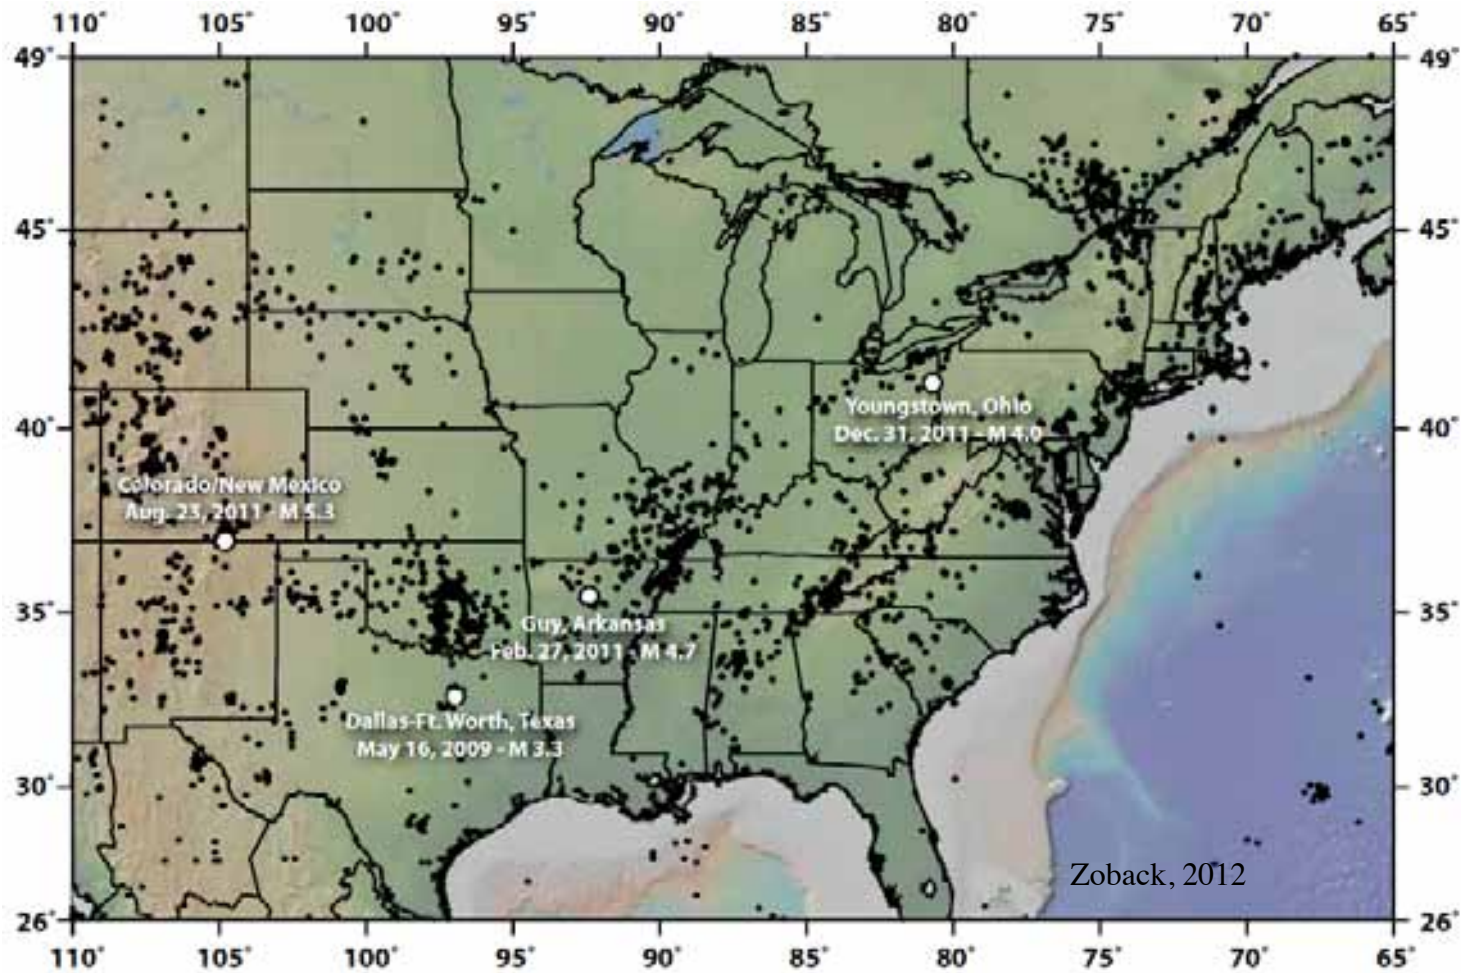 110˚ 105˚ 100˚ 95˚ 90˚ 85˚ 80˚ 75˚ 70˚ 65˚
49˚ 49˚
45˚ 45˚
Youngstown, Ohio
40˚ 40˚
Dec. 31, 2011 - M 4.0
Colorado/New Mexico
Aug. 23, 2011 - M 5.3
35˚ 35˚
Guy, Arkansas
Feb. 27, 2011 - M 4.7
Dallas-Ft. Worth, Texas
May 16, 2009 - M 3.3
30˚ 30˚
Zoback, 2012
26˚ 26˚
110˚ 105˚ 100˚ 95˚ 90˚ 85˚ 80˚ 75˚ 70˚ 65˚